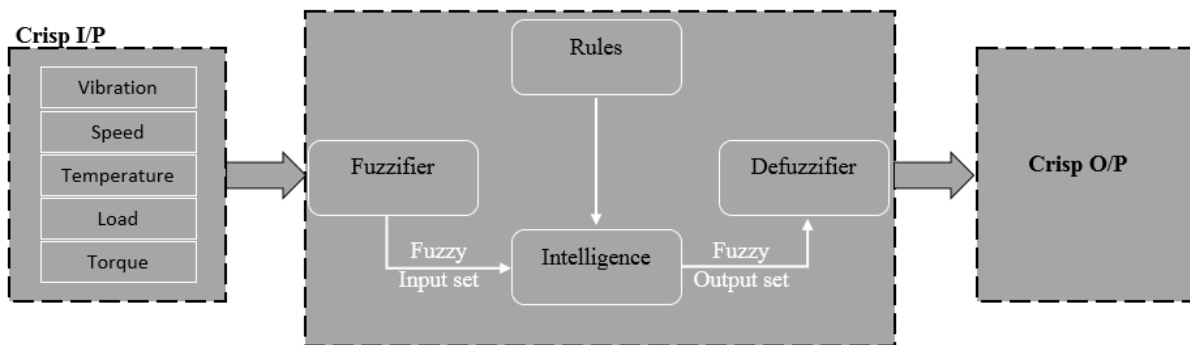 Crisp I/P
Vibration
Speed
Temperature
Load
Torque
Rules
Fuzzifier
Defuzzifier
Fuzzy
Input set
Intelligence
Fuzzy
Output set
Crisp O/P